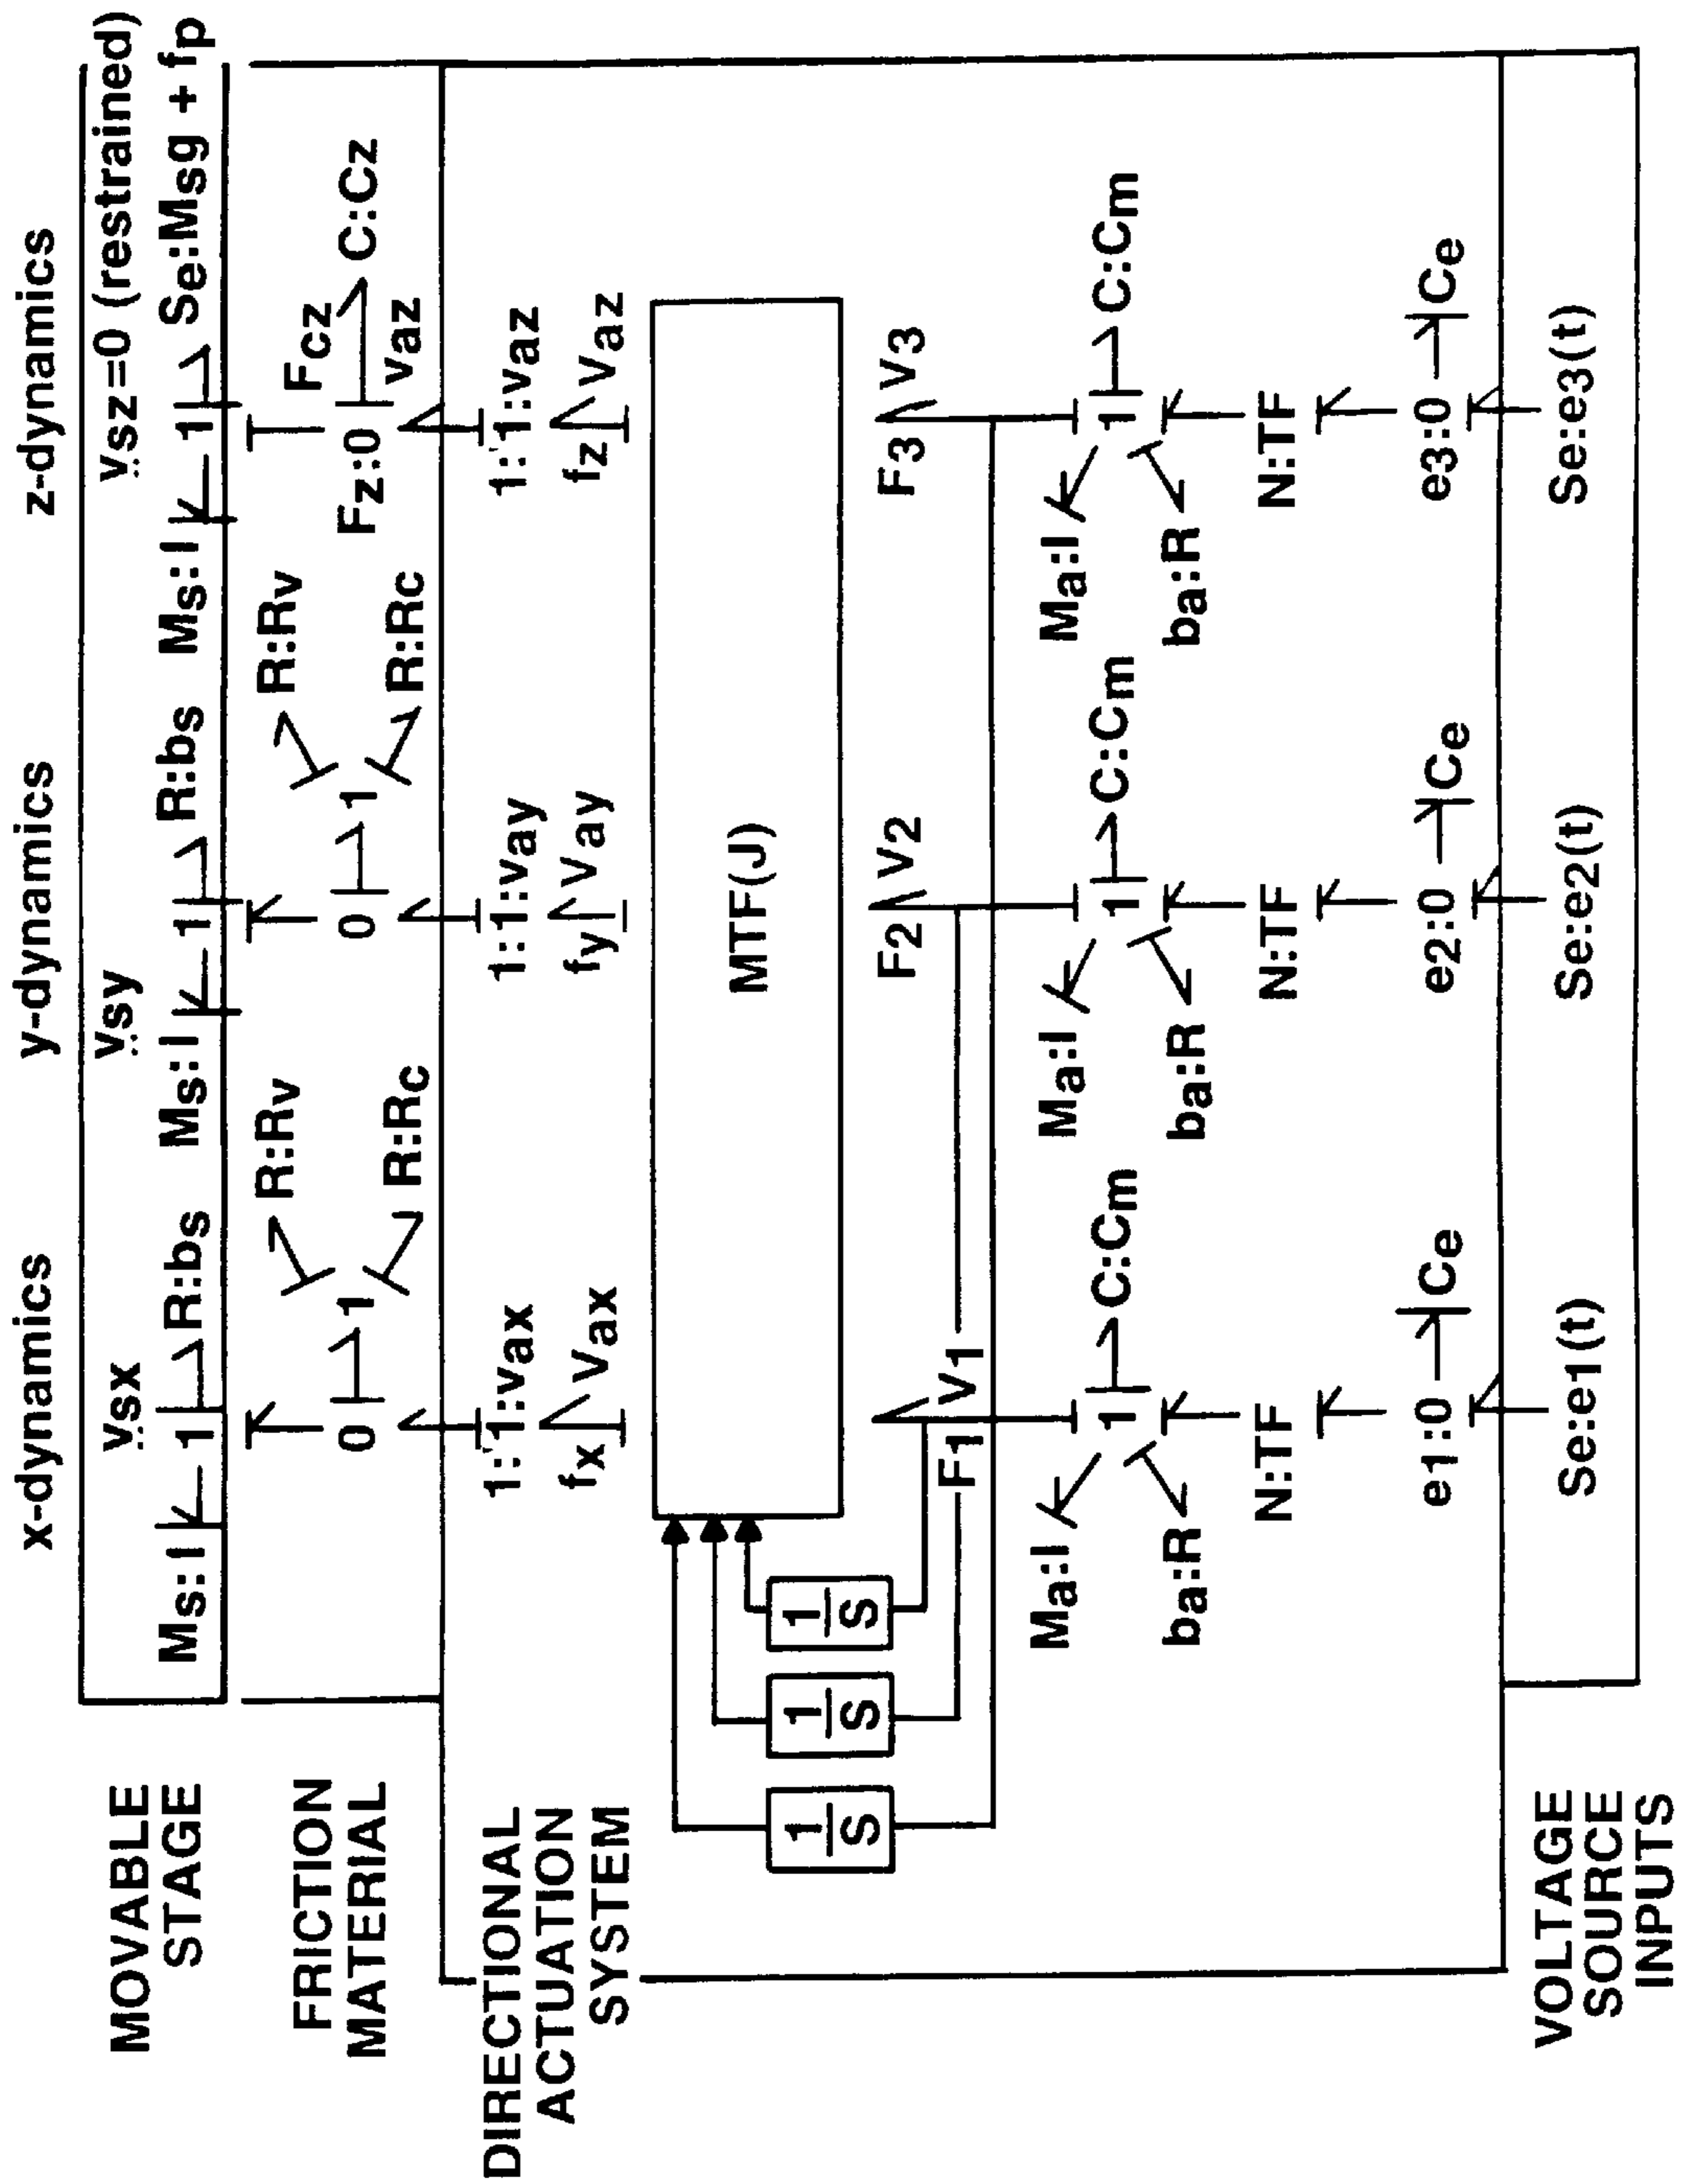 x-dynamics y-dynamics z-dynamics
MOVABLE STAGE
Vsx Vsy Vsz=0 (restrained)
Ms:I 1 R:bs Ms:I 1 R:bs Ms:I 1 Se:Msg + fp
FRICTION MATERIAL
R:Rv R:Rv Fcz
0 1 0 1 Fz:0 C:Cz
R:Rc R:Rc Vaz
DIRECTIONAL ACTUATION SYSTEM
1:1:vax 1:1:vay 1:1:vaz
fx Vax fy Vay fz Vaz
MTF(J)
1/S 1/S 1/S
F1 V1 F2 V2 F3 V3
Ma:I 1 C:Cm Ma:I 1 C:Cm Ma:I 1 C:Cm
ba:R ba:R ba:R
N:TF N:TF N:TF
e1:0 Ce e2:0 Ce e3:0 Ce
VOLTAGE SOURCE INPUTS
Se:e1(t) Se:e2(t) Se:e3(t)